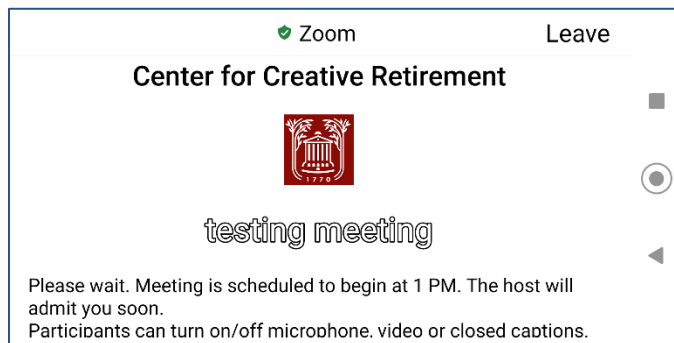 Zoom Leave
Center for Creative Retirement
1770
testing meeting
Please wait. Meeting is scheduled to begin at 1 PM. The host will
admit you soon.
Participants can turn on/off microphone, video or closed captions.